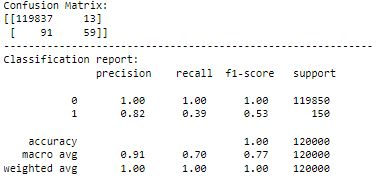 Confusion Matrix:
[[119837     13]
 [    91     59]]
------------------------------------------------------
Classification report:
              precision    recall  f1-score   support

           0       1.00      1.00      1.00    119850
           1       0.82      0.39      0.53       150

    accuracy                           1.00    120000
   macro avg       0.91      0.70      0.77    120000
weighted avg       1.00      1.00      1.00    120000